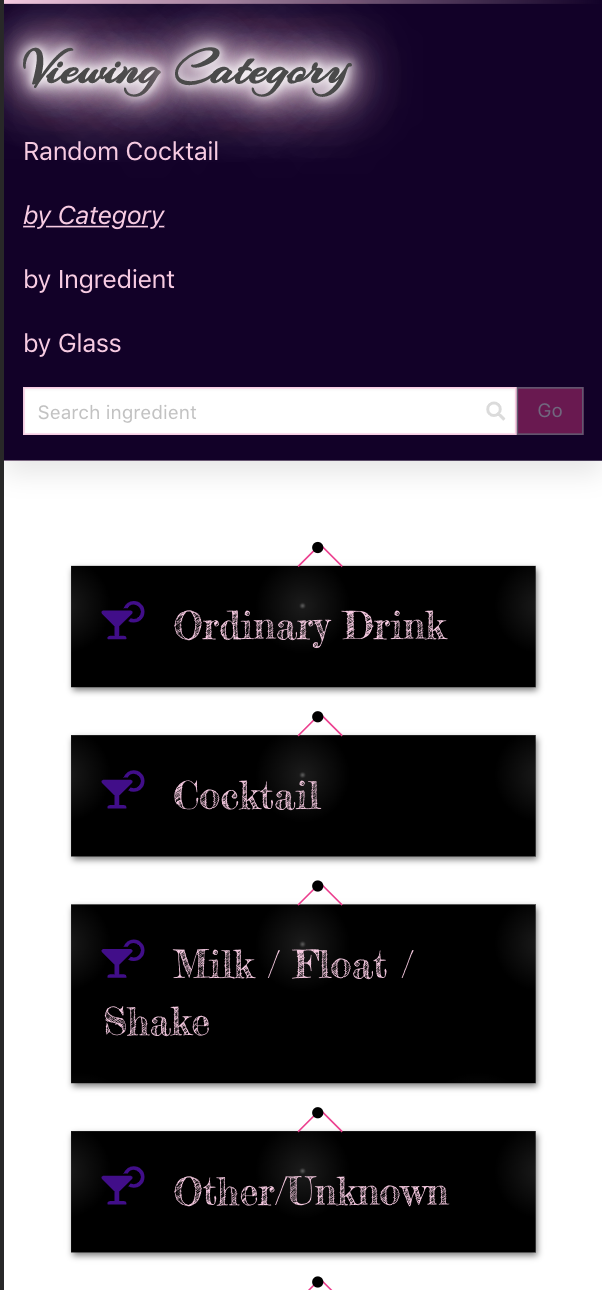 Viewing Category
Random Cocktail
by Category
by Ingredient
by Glass
Search ingredient
Go
Ordinary Drink
Cocktail
Milk / Float /
Shake
Other/Unknown